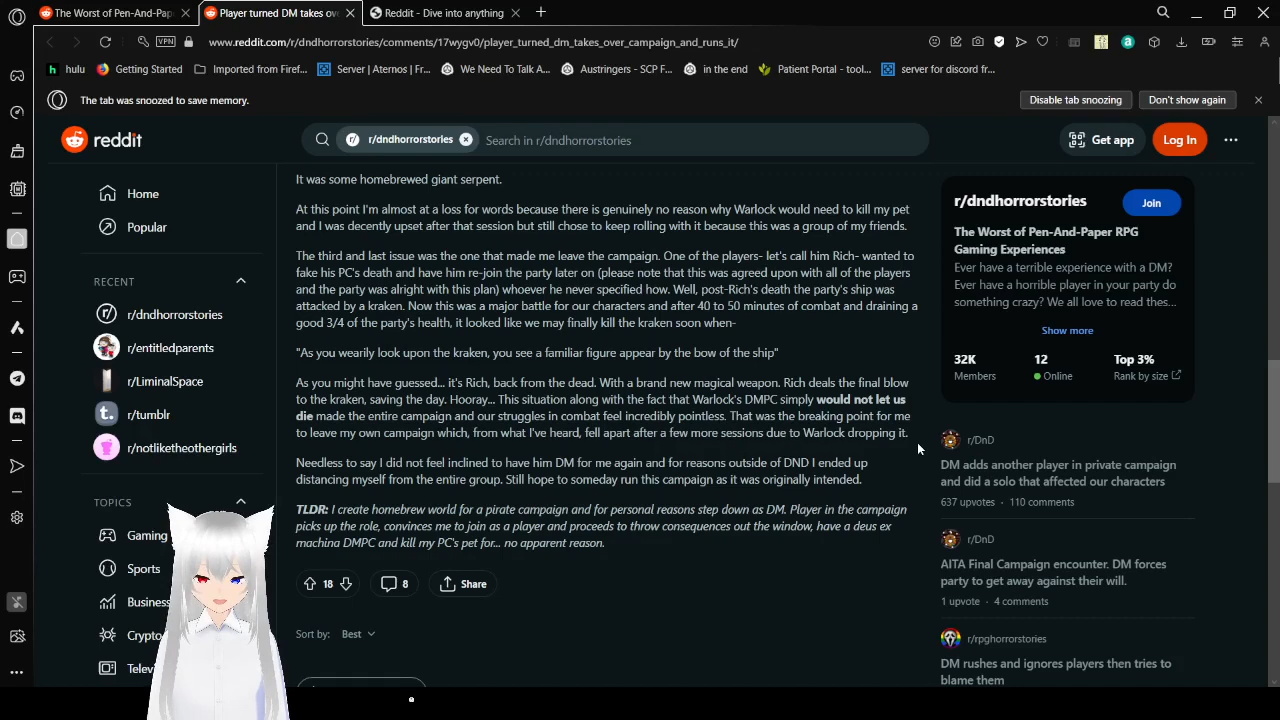 The Worst of Pen-And-Pape
Player turned DM takes ove
Reddit - Dive into anything
VPN
www.reddit.com/r/dndhorrorstories/comments/17wygv0/player_turned_dm_takes_over_campaign_and_runs_it/
hulu
Getting Started
Imported from Firef...
Server | Aternos | Fr...
We Need To Talk A...
Austringers - SCP F...
in the end
Patient Portal - tool...
server for discord fr...
The tab was snoozed to save memory.
Disable tab snoozing
Don't show again
reddit
r/dndhorrorstories
Search in r/dndhorrorstories
Get app
Log In
Home
Popular
RECENT
r/dndhorrorstories
r/entitledparents
r/LiminalSpace
r/tumblr
r/notliketheothergirls
TOPICS
Gaming
Sports
Business
Crypto
Telev
It was some homebrewed giant serpent.
At this point I'm almost at a loss for words because there is genuinely no reason why Warlock would need to kill my pet
and I was decently upset after that session but still chose to keep rolling with it because this was a group of my friends.
The third and last issue was the one that made me leave the campaign. One of the players- let's call him Rich- wanted to
fake his PC's death and have him re-join the party later on (please note that this was agreed upon with all of the players
and the party was alright with this plan) whoever he never specified how. Well, post-Rich's death the party's ship was
attacked by a kraken. Now this was a major battle for our characters and after 40 to 50 minutes of combat and draining a
good 3/4 of the party's health, it looked like we may finally kill the kraken soon when-
"As you wearily look upon the kraken, you see a familiar figure appear by the bow of the ship"
As you might have guessed... it's Rich, back from the dead. With a brand new magical weapon. Rich deals the final blow
to the kraken, saving the day. Hooray... This situation along with the fact that Warlock's DMPC simply would not let us
die made the entire campaign and our struggles in combat feel incredibly pointless. That was the breaking point for me
to leave my own campaign which, from what I've heard, fell apart after a few more sessions due to Warlock dropping it.
Needless to say I did not feel inclined to have him DM for me again and for reasons outside of DND I ended up
distancing myself from the entire group. Still hope to someday run this campaign as it was originally intended.
TLDR: I create homebrew world for a pirate campaign and for personal reasons step down as DM. Player in the campaign
picks up the role, convinces me to join as a player and proceeds to throw consequences out the window, have a deus ex
machina DMPC and kill my PC's pet for... no apparent reason.
18
8
Share
Sort by:
Best
r/dndhorrorstories
Join
The Worst of Pen-And-Paper RPG
Gaming Experiences
Ever have a terrible experience with a DM?
Ever have a horrible player in your party do
something crazy? We all love to read thes...
Show more
32K
Members
12
Online
Top 3%
Rank by size
r/DnD
DM adds another player in private campaign
and did a solo that affected our characters
637 upvotes · 110 comments
r/DnD
AITA Final Campaign encounter. DM forces
party to get away against their will.
1 upvote · 4 comments
r/rpghorrorstories
DM rushes and ignores players then tries to
blame them